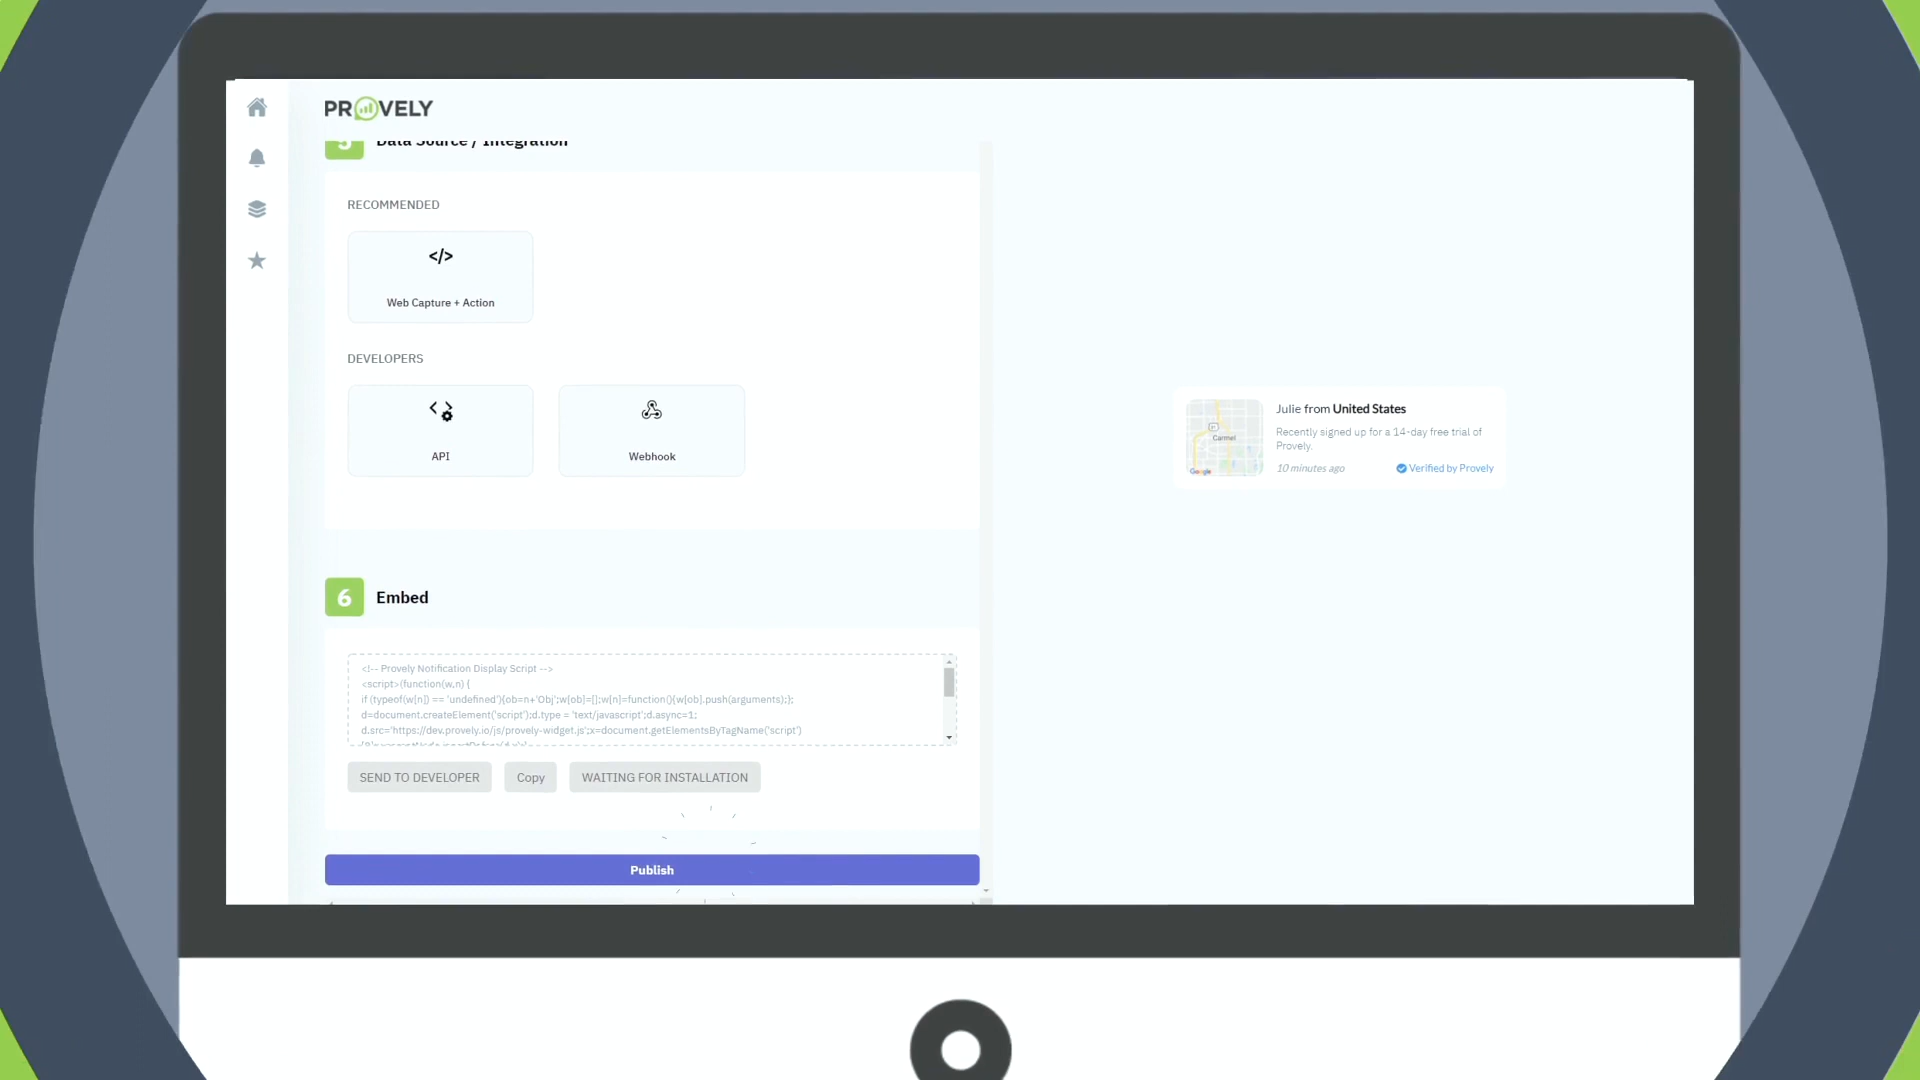 PROVELY
5 Data Source / Integration
RECOMMENDED
</>
Web Capture + Action
DEVELOPERS
API
Webhook
6 Embed
<!-- Provely Notification Display Script -->
<script>(function(w,n) {
if (typeof(w[n]) == 'undefined'){ob=n+'Obj';w[ob]=[];w[n]=function(){w[ob].push(arguments);};
d=document.createElement('script');d.type = 'text/javascript';d.async=1;
d.src='https://dev.provely.io/js/provely-widget.js';x=document.getElementsByTagName('script')
SEND TO DEVELOPER
Copy
WAITING FOR INSTALLATION
Publish
Julie from United States
Recently signed up for a 14-day free trial of
Provely.
10 minutes ago
Verified by Provely
Carmel
Google